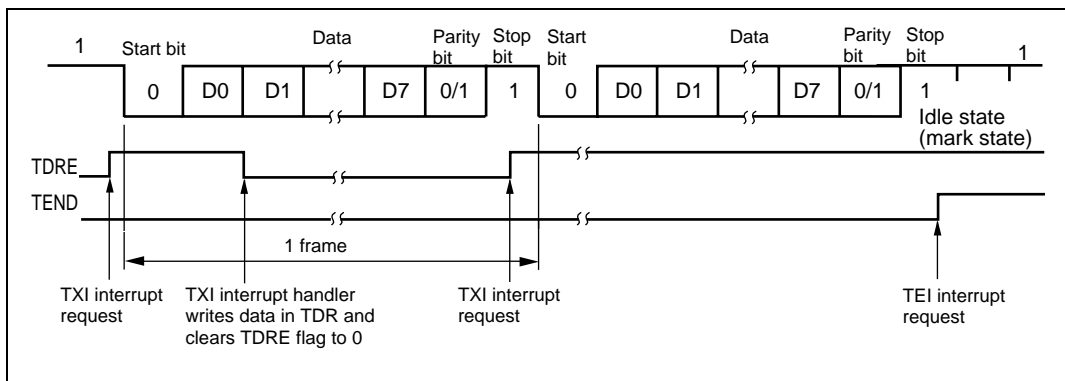 1 Start bit Data Parity bit Stop bit Start bit Data Parity bit Stop bit 1
0 D0 D1 D7 0/1 1 0 D0 D1 D7 0/1 1
Idle state
(mark state)
TDRE
TEND
1 frame
TXI interrupt
request
TXI interrupt handler
writes data in TDR and
clears TDRE flag to 0
TXI interrupt
request
TEI interrupt
request